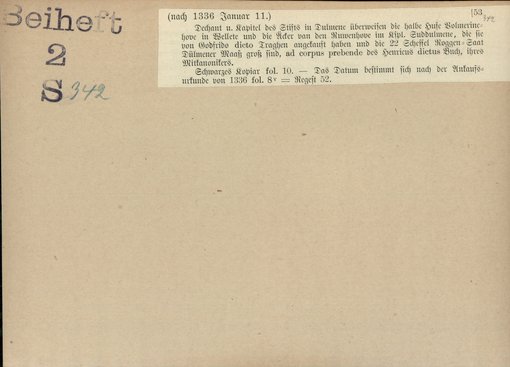 Beiheft
2
S 342
(nach 1336 Januar 11.) [53
342
Dechant u. Kapitel des Stifts in Dulmene überweisen die halbe Hufe Volmerinc-
hove in Wellete und die Äcker van den Nuwenhove im Kspl. Suddulmene, die sie
von Godfrido dicto Traghen angekauft haben und die 22 Scheffel Roggen-Saat
Dülmener Maaß groß sind, ad corpus prebende des Henricus dictus Buch, ihres
Mitkanonikers.
Schwarzes Kopiar fol. 10. — Das Datum bestimmt sich nach der Ankaufs-
urkunde von 1336 fol. 8v = Regest 52.